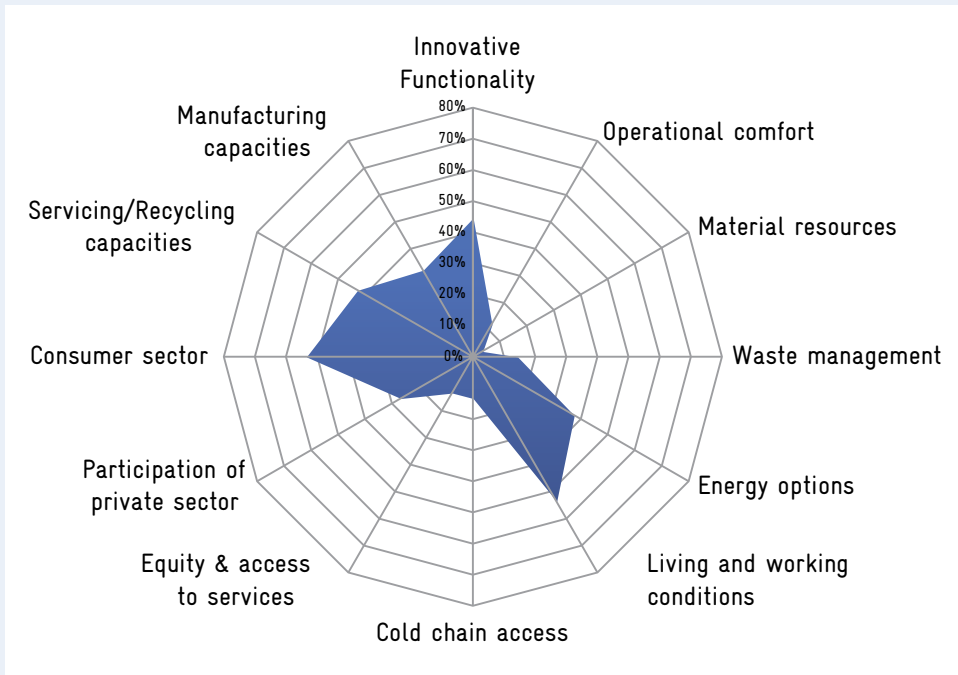 Innovative
Functionality
80%
70%
60%
50%
40%
30%
20%
10%
0%
Operational comfort
Material resources
Waste management
Energy options
Living and working
conditions
Cold chain access
Equity & access
to services
Participation of
private sector
Consumer sector
Servicing/Recycling
capacities
Manufacturing
capacities